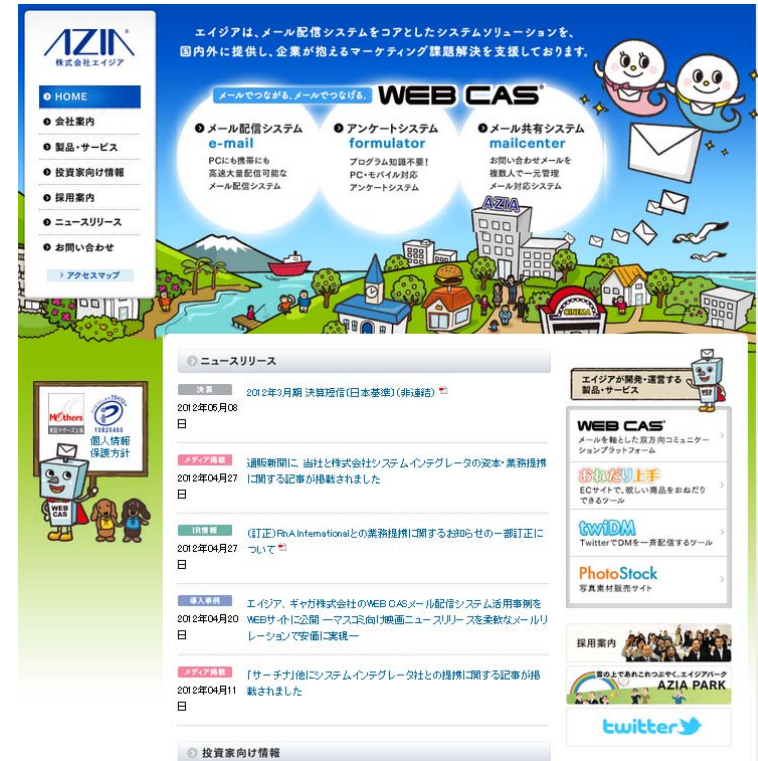 AZIA
株式会社エイジア
HOME
会社案内
製品・サービス
投資家向け情報
採用案内
ニュースリリース
お問い合わせ
アクセスマップ
エイジアは、メール配信システムをコアとしたシステムソリューションを、
国内外に提供し、企業が抱えるマーケティング課題解決を支援しております。
メールでつながる。メールでつなげる。 WEB CAS
メール配信システム
e-mail
PCにも携帯にも
高速大量配信可能な
メール配信システム
アンケートシステム
formulator
プログラム知識不要!
PC・モバイル対応
アンケートシステム
メール共有システム
mailcenter
お問い合わせメールを
複数人で一元管理
メール対応システム
AZIA
CINEMA
Mothers
東証マザーズ上場
10820460
個人情報
保護方針
WEB
CAS
ニュースリリース
決算
2012年05月08
日
2012年3月期 決算短信〔日本基準〕(非連結)
メディア掲載
2012年04月27
日
通販新聞に、当社と株式会社システムインテグレータの資本・業務提携
に関する記事が掲載されました
IR情報
2012年04月27
日
(訂正)RnA Internationalとの業務提携に関するお知らせの一部訂正に
ついて
導入事例
2012年04月20
日
エイジア、ギャガ株式会社のWEB CASメール配信システム活用事例を
WEBサイトに公開 ―マスコミ向け映画ニュースリリースを柔軟なメールリ
レーションで安価に実現―
メディア掲載
2012年04月11
日
「サーチナ」他にシステムインテグレータ社との提携に関する記事が掲
載されました
投資家向け情報
エイジアが開発・運営する
製品・サービス
WEB CAS
メールを軸とした双方向コミュニケー
ションプラットフォーム
おねだり上手
ECサイトで、欲しい商品をおねだり
できるツール
twiDM
TwitterでDMを一斉配信するツール
PhotoStock
写真素材販売サイト
採用案内
雲の上であれこれつぶやく、エイジアパーク
AZIA PARK
twitter